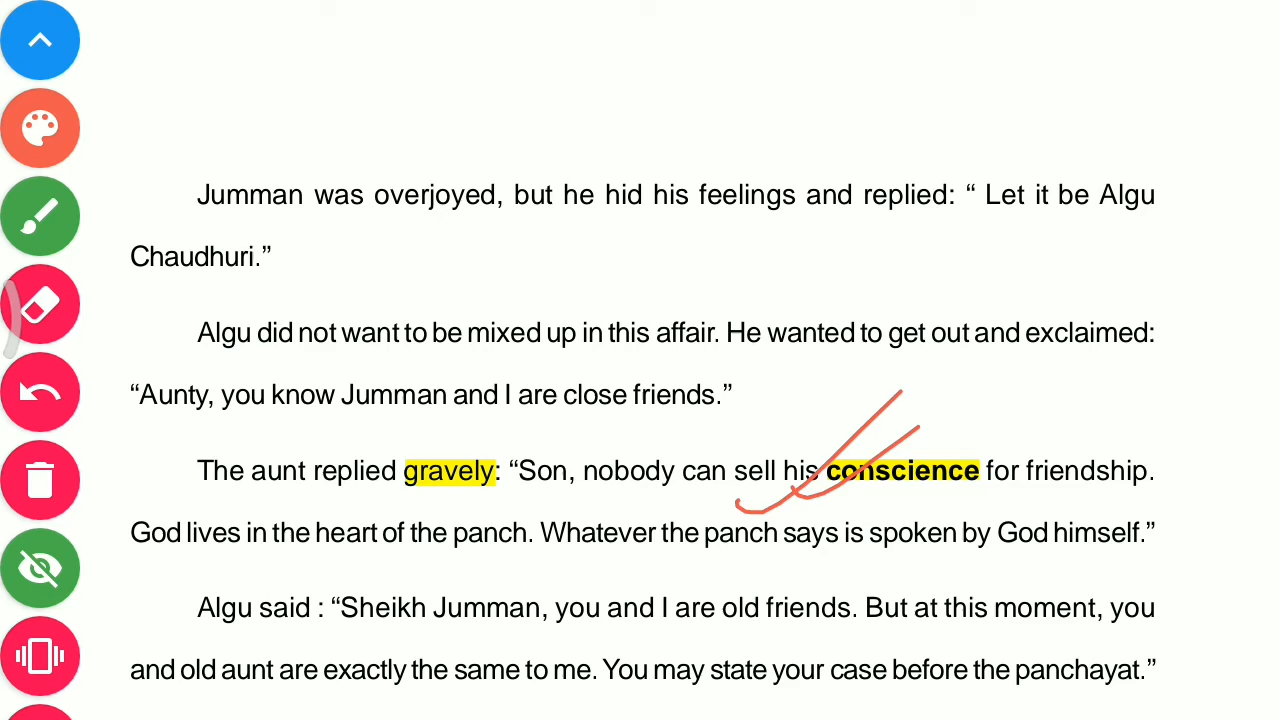 Jumman was overjoyed, but he hid his feelings and replied: “ Let it be Algu
Chaudhuri.”
Algu did not want to be mixed up in this affair. He wanted to get out and exclaimed:
“Aunty, you know Jumman and I are close friends.”
The aunt replied gravely: “Son, nobody can sell his conscience for friendship.
God lives in the heart of the panch. Whatever the panch says is spoken by God himself.”
Algu said : “Sheikh Jumman, you and I are old friends. But at this moment, you
and old aunt are exactly the same to me. You may state your case before the panchayat.”